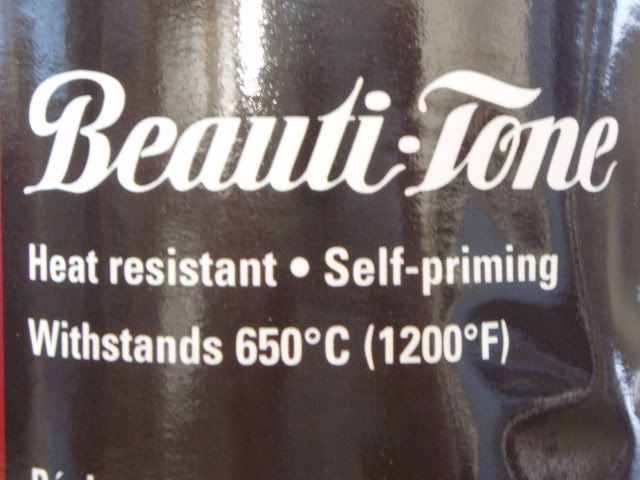 Beauti-Tone
Heat resistant • Self-priming
Withstands 650°C (1200°F)